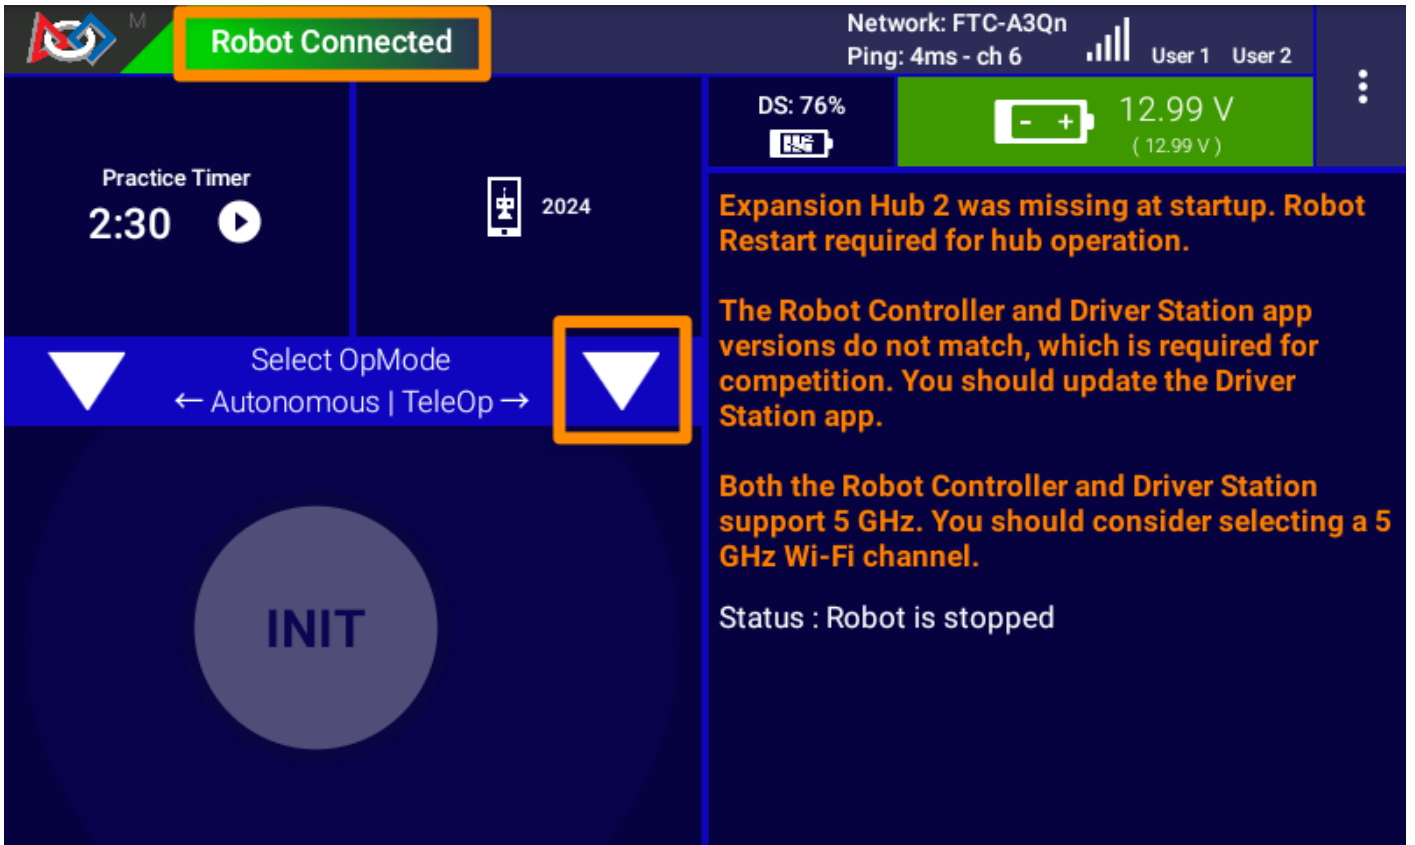 M
Robot Connected
Network: FTC-A3Qn
Ping: 4ms - ch 6
User 1 User 2
DS: 76%
12.99 V
( 12.99 V )
Practice Timer
2:30
2024
Select OpMode
← Autonomous | TeleOp →
INIT
Expansion Hub 2 was missing at startup. Robot
Restart required for hub operation.
The Robot Controller and Driver Station app
versions do not match, which is required for
competition. You should update the Driver
Station app.
Both the Robot Controller and Driver Station
support 5 GHz. You should consider selecting a 5
GHz Wi-Fi channel.
Status : Robot is stopped